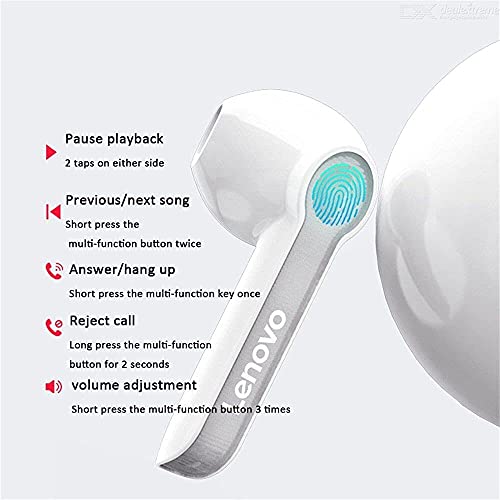 DX dealextreme
Pause playback
2 taps on either side
Previous/next song
Short press the
multi-function button twice
Answer/hang up
Short press the multi-function key once
Reject call
Long press the multi-function
button for 2 seconds
volume adjustment
Short press the multi-function button 3 times
Lenovo